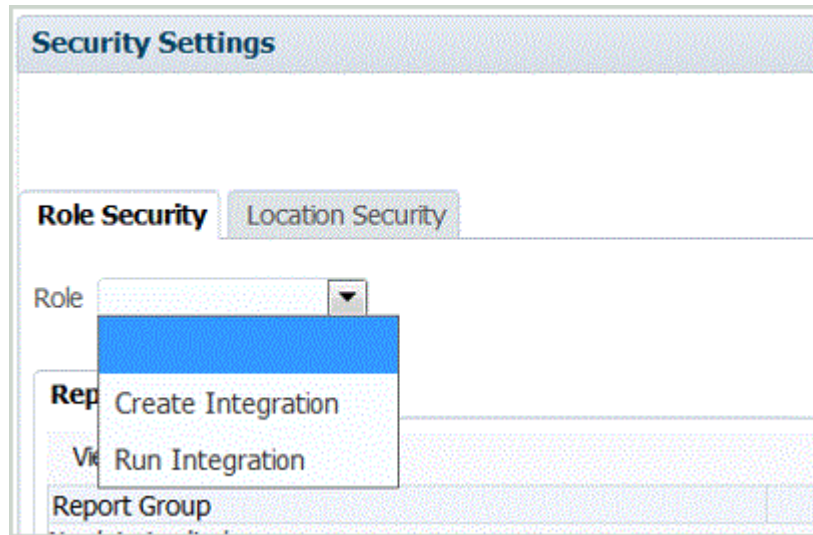 Security Settings
Role Security Location Security
Role
Create Integration
Rep
Run Integration
Vie
Report Group